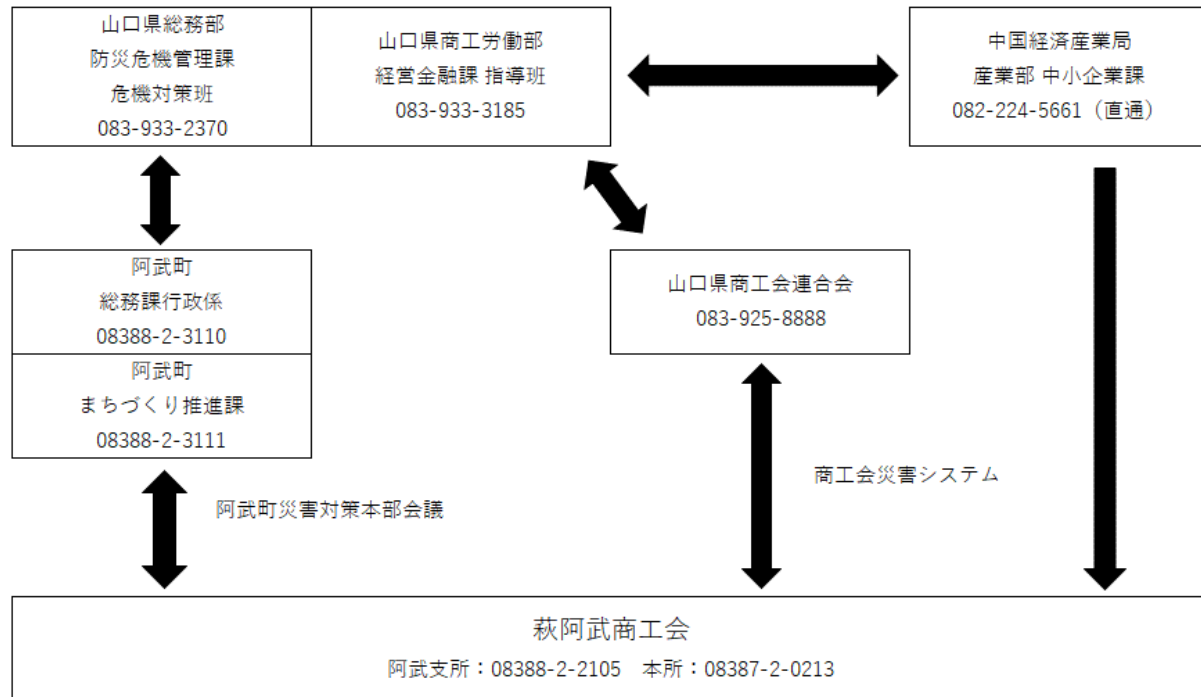 山口県総務部
防災危機管理課
危機対策班
083-933-2370
山口県商工労働部
経営金融課 指導班
083-933-3185
中国経済産業局
産業部 中小企業課
082-224-5661（直通）
阿武町
総務課行政係
08388-2-3110
阿武町
まちづくり推進課
08388-2-3111
山口県商工会連合会
083-925-8888
阿武町災害対策本部会議
商工会災害システム
萩阿武商工会
阿武支所：08388-2-2105　本所：08387-2-0213